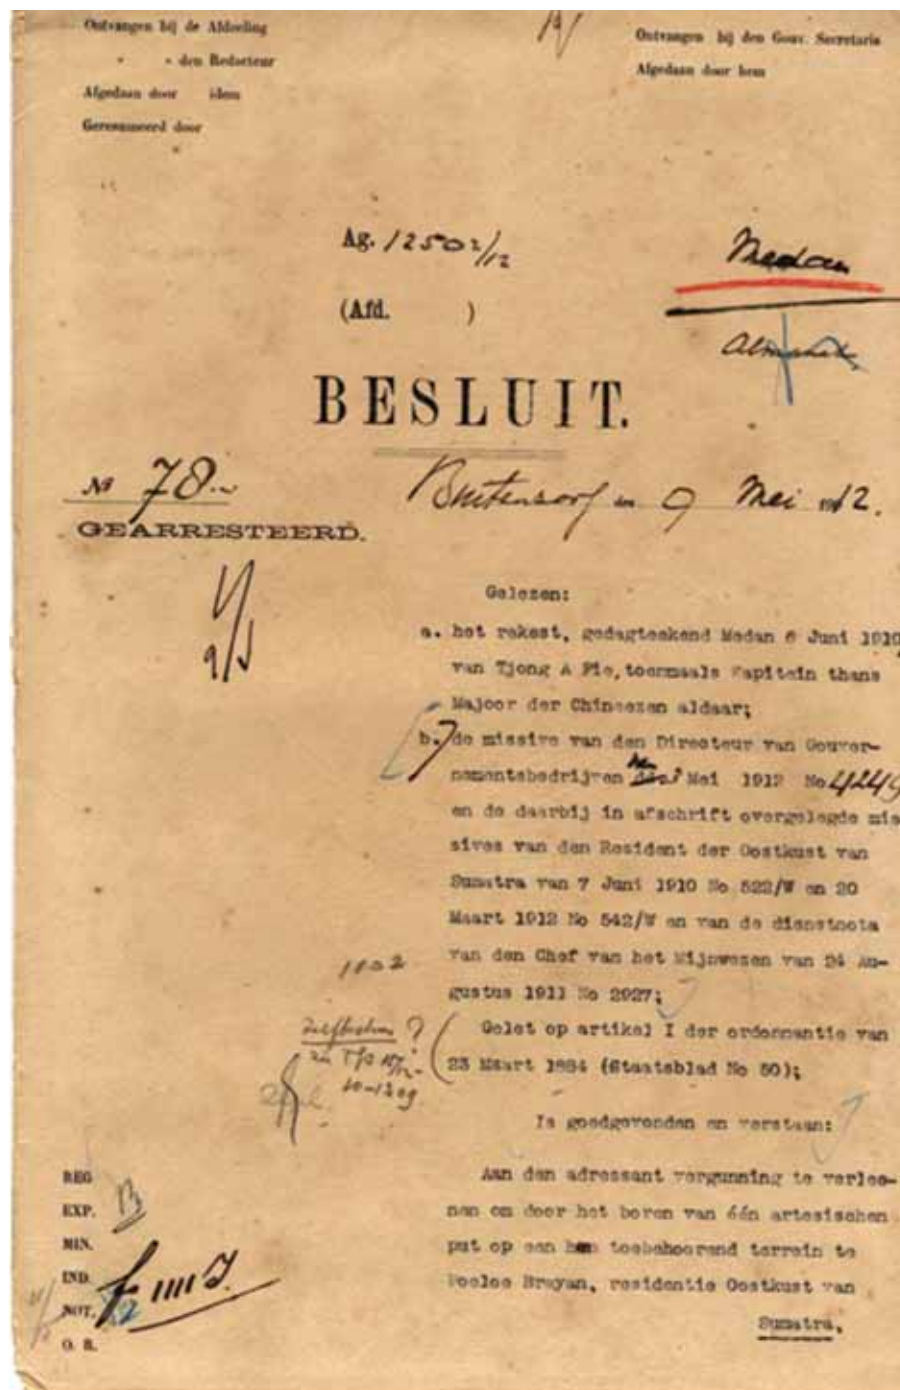 Ontvangen bij de Afdeeling
" " den Redacteur
Afgedaan door idem
Geresumeerd door
Ontvangen bij den Gouv. Secretaris
Afgedaan door hem
Ag. 12502/12
(Afd. )
Medan
BESLUIT.
No 78.
GEARRESTEERD.
Buitenzorg den 9 Mei 1912.
Gelezen:
a. het rekest, gedagteekend Medan 6 Juni 1910,
van Tjong A Fie, toenmaals Kapitein thans
Majoor der Chineezen aldaar;
b. de missive van den Directeur van Gouver-
nementsbedrijven Mei 1912 No 4249
en de daarbij in afschrift overgelegde mis
sives van den Resident der Oostkust van
Sumatra van 7 Juni 1910 No 522/W en 20
Maart 1912 No 542/W en van de dienstnota
van den Chef van het Mijnwezen van 24 Au-
gustus 1911 No 2927;
1102
Gelet op artikel I der ordonnantie van
23 Maart 1884 (Staatsblad No 50);
Is goedgevonden en verstaan:
Aan den adressant vergunning te verlee-
nen om door het boren van één artesischen
put op een hem toebehoorend terrein te
Poeloe Brayan, residentie Oostkust van
Sumatra,
REG
EXP.
MIN.
IND.
NOT.
O. R.